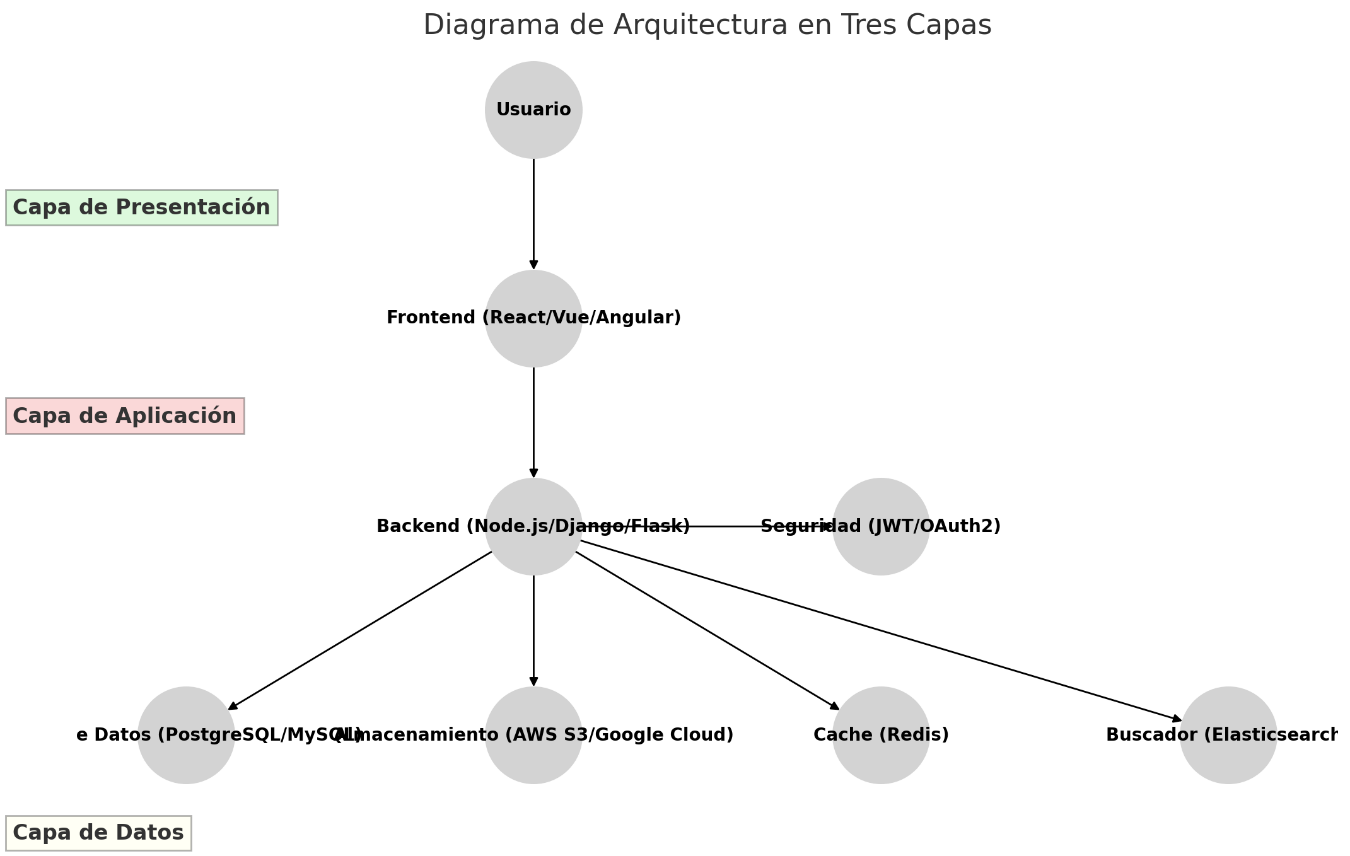 Diagrama de Arquitectura en Tres Capas
Usuario
Capa de Presentación
Frontend (React/Vue/Angular)
Capa de Aplicación
Backend (Node.js/Django/Flask)
Seguridad (JWT/OAuth2)
e Datos (PostgreSQL/MySQL)
Almacenamiento (AWS S3/Google Cloud)
Cache (Redis)
Buscador (Elasticsearch
Capa de Datos